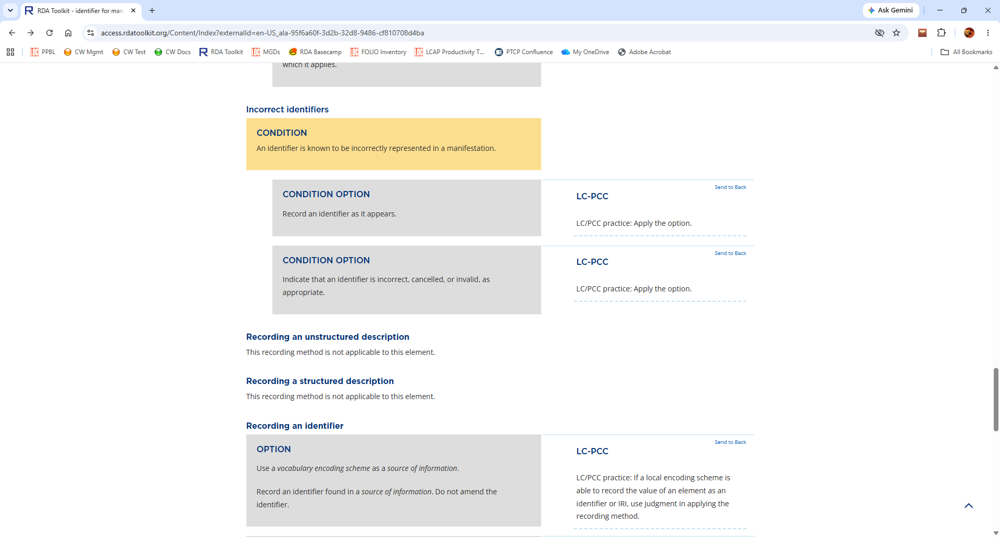 RDA Toolkit - identifier for man
Ask Gemini
access.rdatoolkit.org/Content/Index?externalId=en-US_ala-95f6a60f-3d2b-32d8-9486-cf810708d4ba
PPBL CW Mgmt CW Test CW Docs RDA Toolkit MGDs RDA Basecamp FOLIO Inventory LCAP Productivity T... PTCP Confluence My OneDrive Adobe Acrobat All Bookmarks
which it applies.
Incorrect identifiers
CONDITION
An identifier is known to be incorrectly represented in a manifestation.
CONDITION OPTION
Record an identifier as it appears.
Send to Back
LC-PCC
LC/PCC practice: Apply the option.
CONDITION OPTION
Indicate that an identifier is incorrect, cancelled, or invalid, as
appropriate.
Send to Back
LC-PCC
LC/PCC practice: Apply the option.
Recording an unstructured description
This recording method is not applicable to this element.
Recording a structured description
This recording method is not applicable to this element.
Recording an identifier
OPTION
Use a vocabulary encoding scheme as a source of information.
Record an identifier found in a source of information. Do not amend the
identifier.
Send to Back
LC-PCC
LC/PCC practice: If a local encoding scheme is
able to record the value of an element as an
identifier or IRI, use judgment in applying the
recording method.